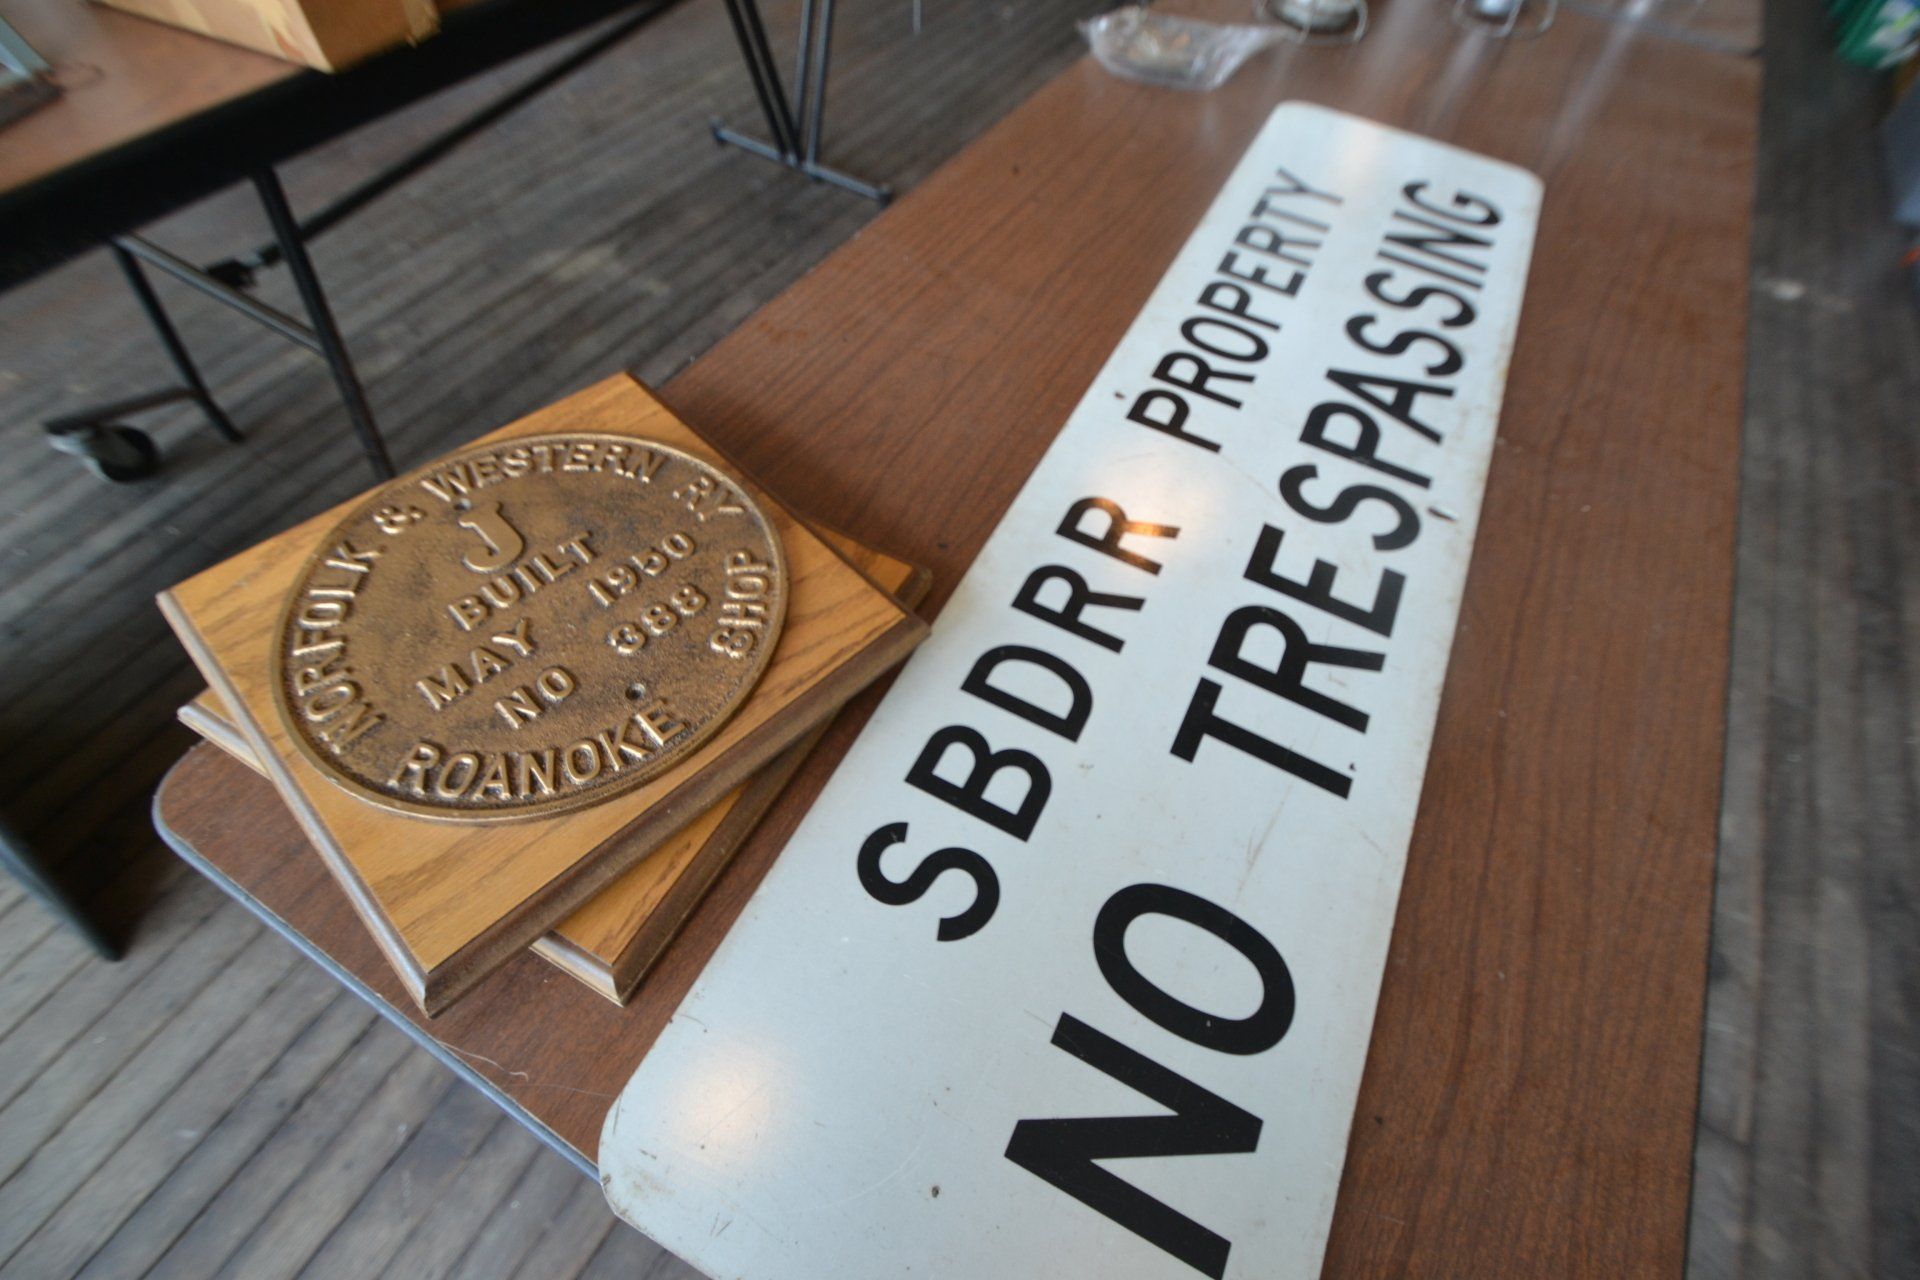 NORFOLK & WESTERN RY
J
BUILT
MAY 1950
NO 388
ROANOKE SHOP
SBDRR PROPERTY
NO TRESPASSING